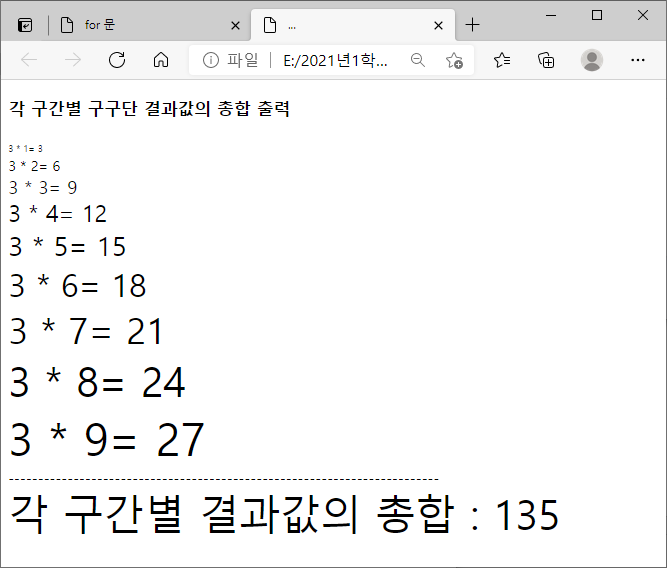 for 문
...
파일
E:/2021년1학...
각 구간별 구구단 결과값의 종합 출력
3 * 1= 3
3 * 2= 6
3 * 3= 9
3 * 4= 12
3 * 5= 15
3 * 6= 18
3 * 7= 21
3 * 8= 24
3 * 9= 27
------------------------------------------------------------------------
각 구간별 결과값의 총합 : 135